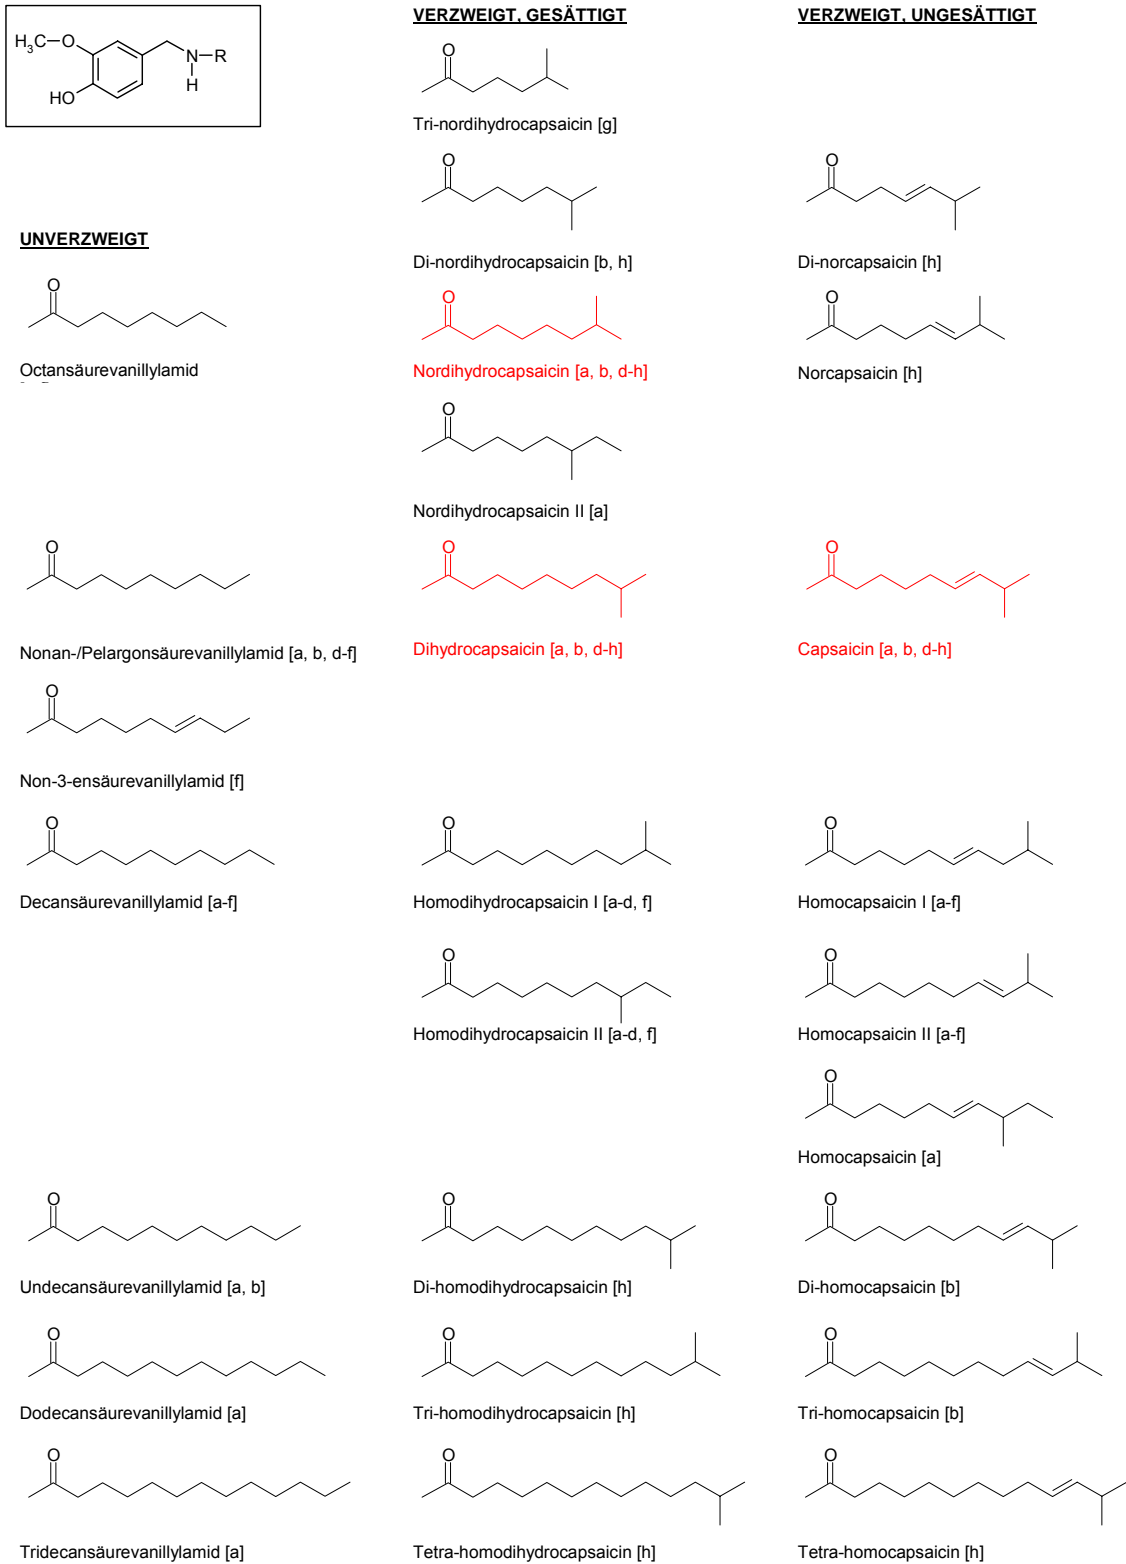 H3C–O
N–R
H
HO
VERZWEIGT, GESÄTTIGT
VERZWEIGT, UNGESÄTTIGT
O
Tri-nordihydrocapsaicin [g]
O
O
UNVERZWEIGT
Di-nordihydrocapsaicin [b, h]
Di-norcapsaicin [h]
O
O
O
Octansäurevanillylamid
Nordihydrocapsaicin [a, b, d-h]
Norcapsaicin [h]
O
Nordihydrocapsaicin II [a]
O
O
O
Nonan-/Pelargonsäurevanillylamid [a, b, d-f]
Dihydrocapsaicin [a, b, d-h]
Capsaicin [a, b, d-h]
O
Non-3-ensäurevanillylamid [f]
O
O
O
Decansäurevanillylamid [a-f]
Homodihydrocapsaicin I [a-d, f]
Homocapsaicin I [a-f]
O
O
Homodihydrocapsaicin II [a-d, f]
Homocapsaicin II [a-f]
O
Homocapsaicin [a]
O
O
O
Undecansäurevanillylamid [a, b]
Di-homodihydrocapsaicin [h]
Di-homocapsaicin [b]
O
O
O
Dodecansäurevanillylamid [a]
Tri-homodihydrocapsaicin [h]
Tri-homocapsaicin [b]
O
O
O
Tridecansäurevanillylamid [a]
Tetra-homodihydrocapsaicin [h]
Tetra-homocapsaicin [h]